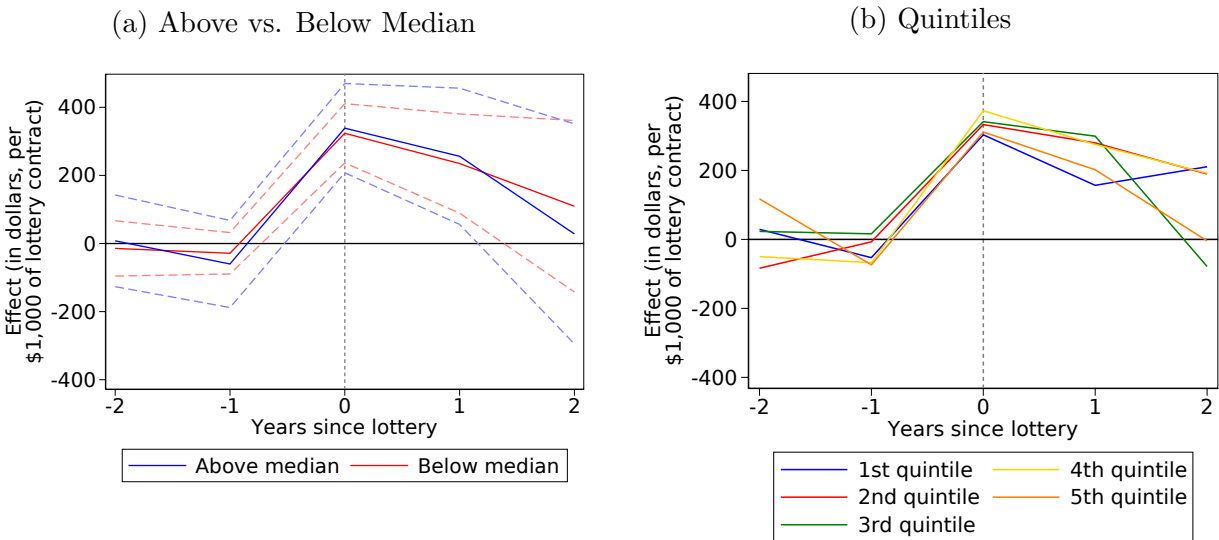 (a) Above vs. Below Median
Effect (in dollars, per
$1,000 of lottery contract)
400
200
0
-200
-400
-2 -1 0 1 2
Years since lottery
Above median Below median
(b) Quintiles
Effect (in dollars, per
$1,000 of lottery contract)
400
200
0
-200
-400
-2 -1 0 1 2
Years since lottery
1st quintile 4th quintile
2nd quintile 5th quintile
3rd quintile